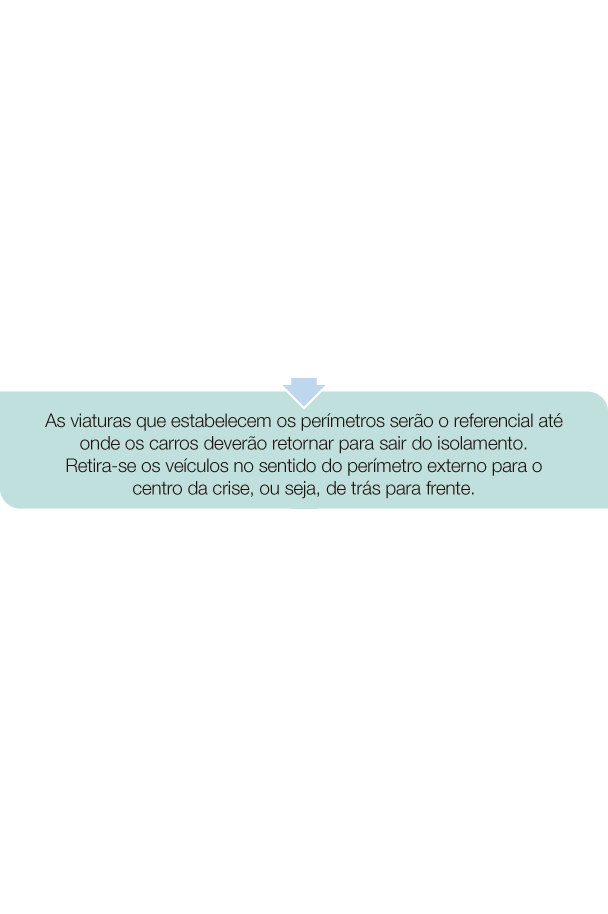 As viaturas que estabelecem os perímetros serão o referencial até
onde os carros deverão retornar para sair do isolamento.
Retira-se os veículos no sentido do perímetro externo para o
centro da crise, ou seja, de trás para frente.